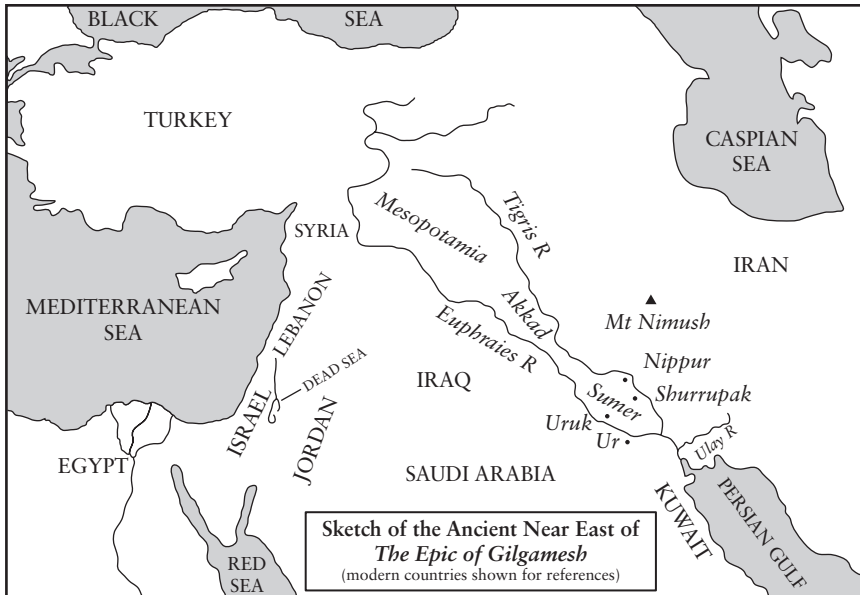 BLACK
SEA
TURKEY
CASPIAN
SEA
Tigris R
Mesopotamia
SYRIA
IRAN
MEDITERRANEAN
SEA
LEBANON
Akkad
Mt Nimush
Euphraies R
Nippur
DEAD SEA
IRAQ
Sumer
Shurrupak
ISRAEL
JORDAN
Uruk
Ur
Ulay R
EGYPT
SAUDI ARABIA
KUWAIT
PERSIAN GULF
RED
SEA
Sketch of the Ancient Near East of
The Epic of Gilgamesh
(modern countries shown for references)